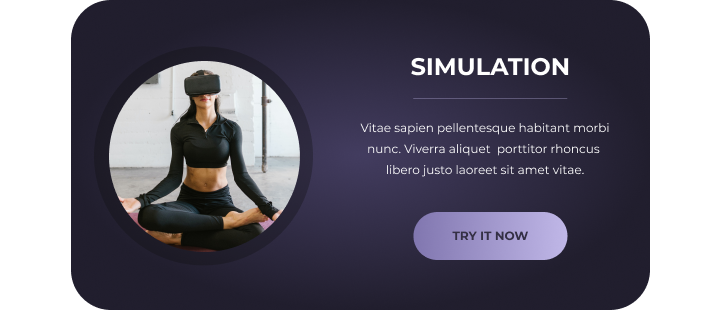 SIMULATION
Vitae sapien pellentesque habitant morbi
nunc. Viverra aliquet  porttitor rhoncus
libero justo laoreet sit amet vitae.
TRY IT NOW